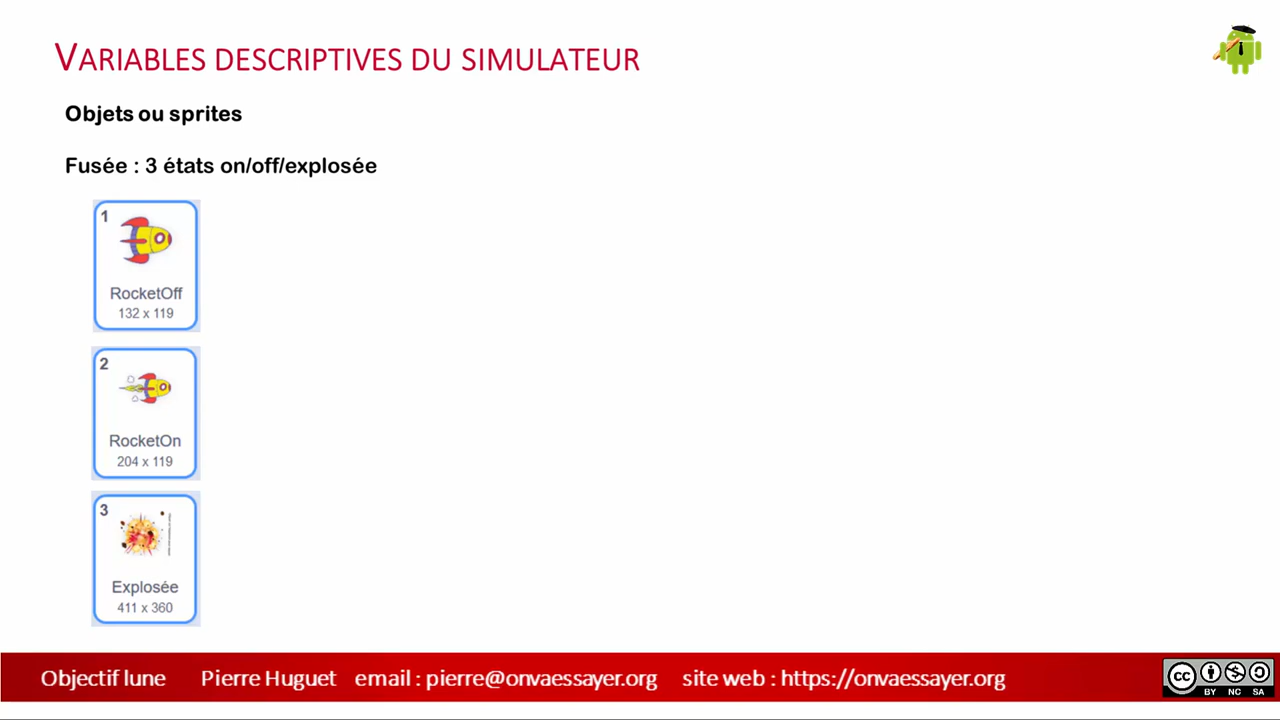 VARIABLES DESCRIPTIVES DU SIMULATEUR
Objets ou sprites
Fusée : 3 états on/off/explosée
1
RocketOff
132 x 119
2
RocketOn
204 x 119
3
Explosée
411 x 360
Objectif lune Pierre Huguet email : pierre@onvaessayer.org site web : https://onvaessayer.org
CC BY NC SA